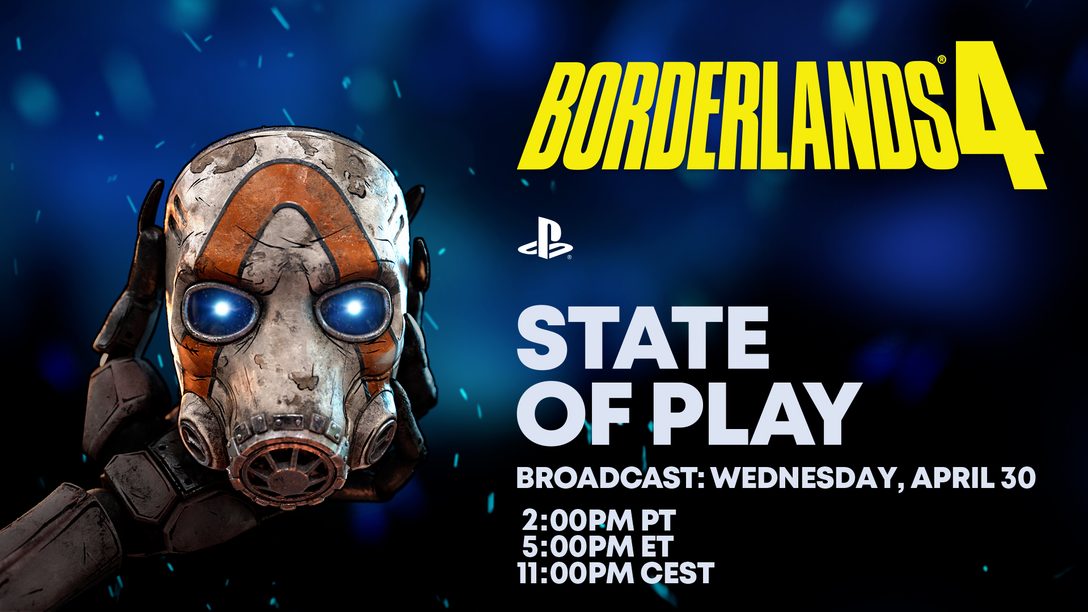 BORDERLANDS®4
STATE
OF PLAY
BROADCAST: WEDNESDAY, APRIL 30
2:00PM PT
5:00PM ET
11:00PM CEST